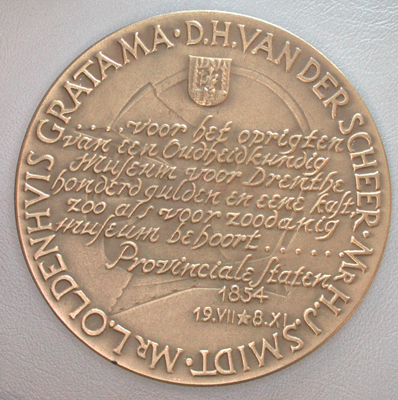 MR L. OLDENHUIS GRATAMA · D.H. VAN DER SCHEER · MR H.J. SMIDT ·
....voor het oprigten
van een Oudheidkundig
museum voor Drenthe
honderd gulden en eene kast,
zoo als voor zoodanig
museum behoort.....
Provinciale Staten
1854
19.VII ★ 8.XI.